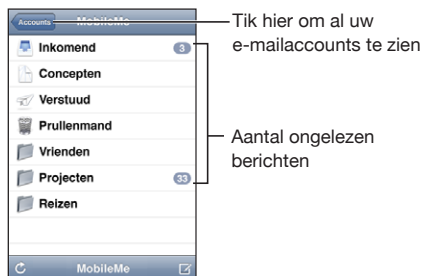 Accounts MobileMe
Tik hier om al uw
e-mailaccounts te zien
Inkomend 3
Concepten
Verstuud
Prullenmand
Vrienden
Projecten 33
Reizen
Aantal ongelezen
berichten
MobileMe